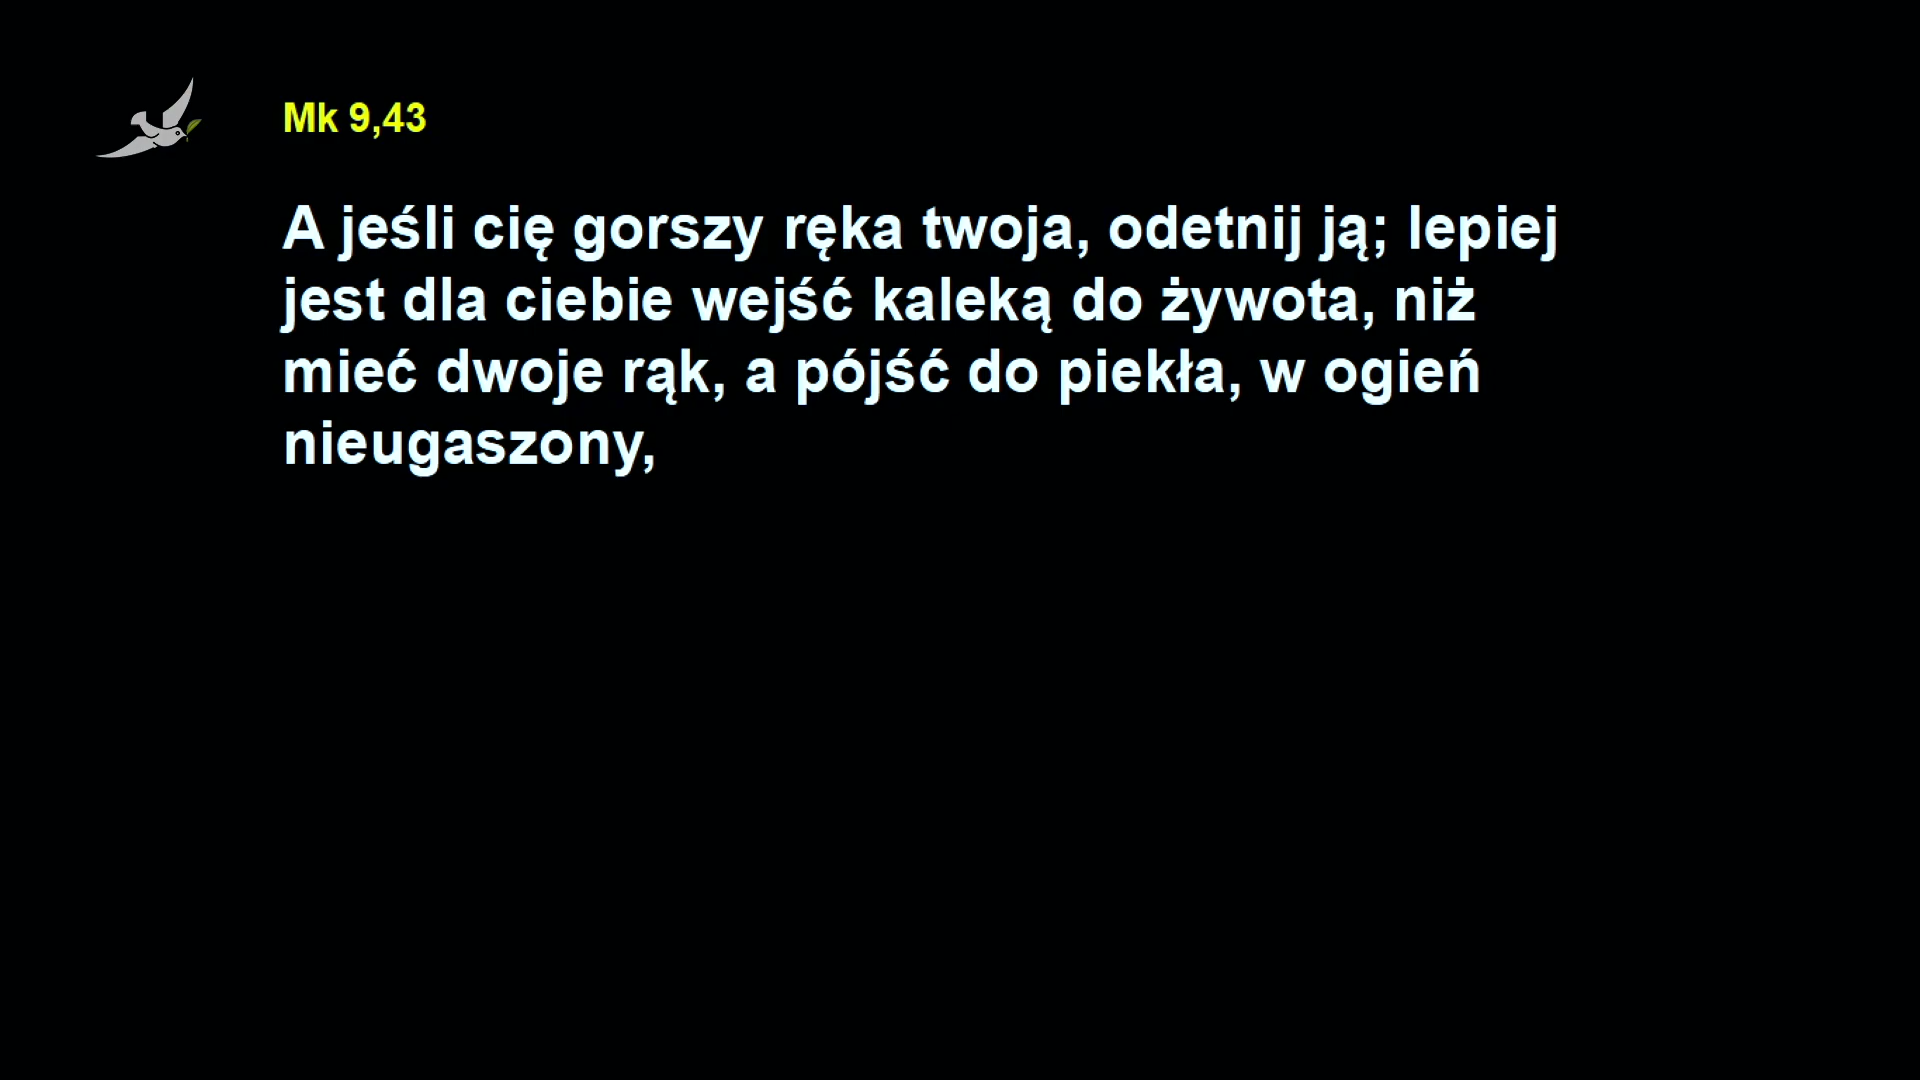 Mk 9,43
A jeśli cię gorszy ręka twoja, odetnij ją; lepiej
jest dla ciebie wejść kaleką do żywota, niż
mieć dwoje rąk, a pójść do piekła, w ogień
nieugaszony,